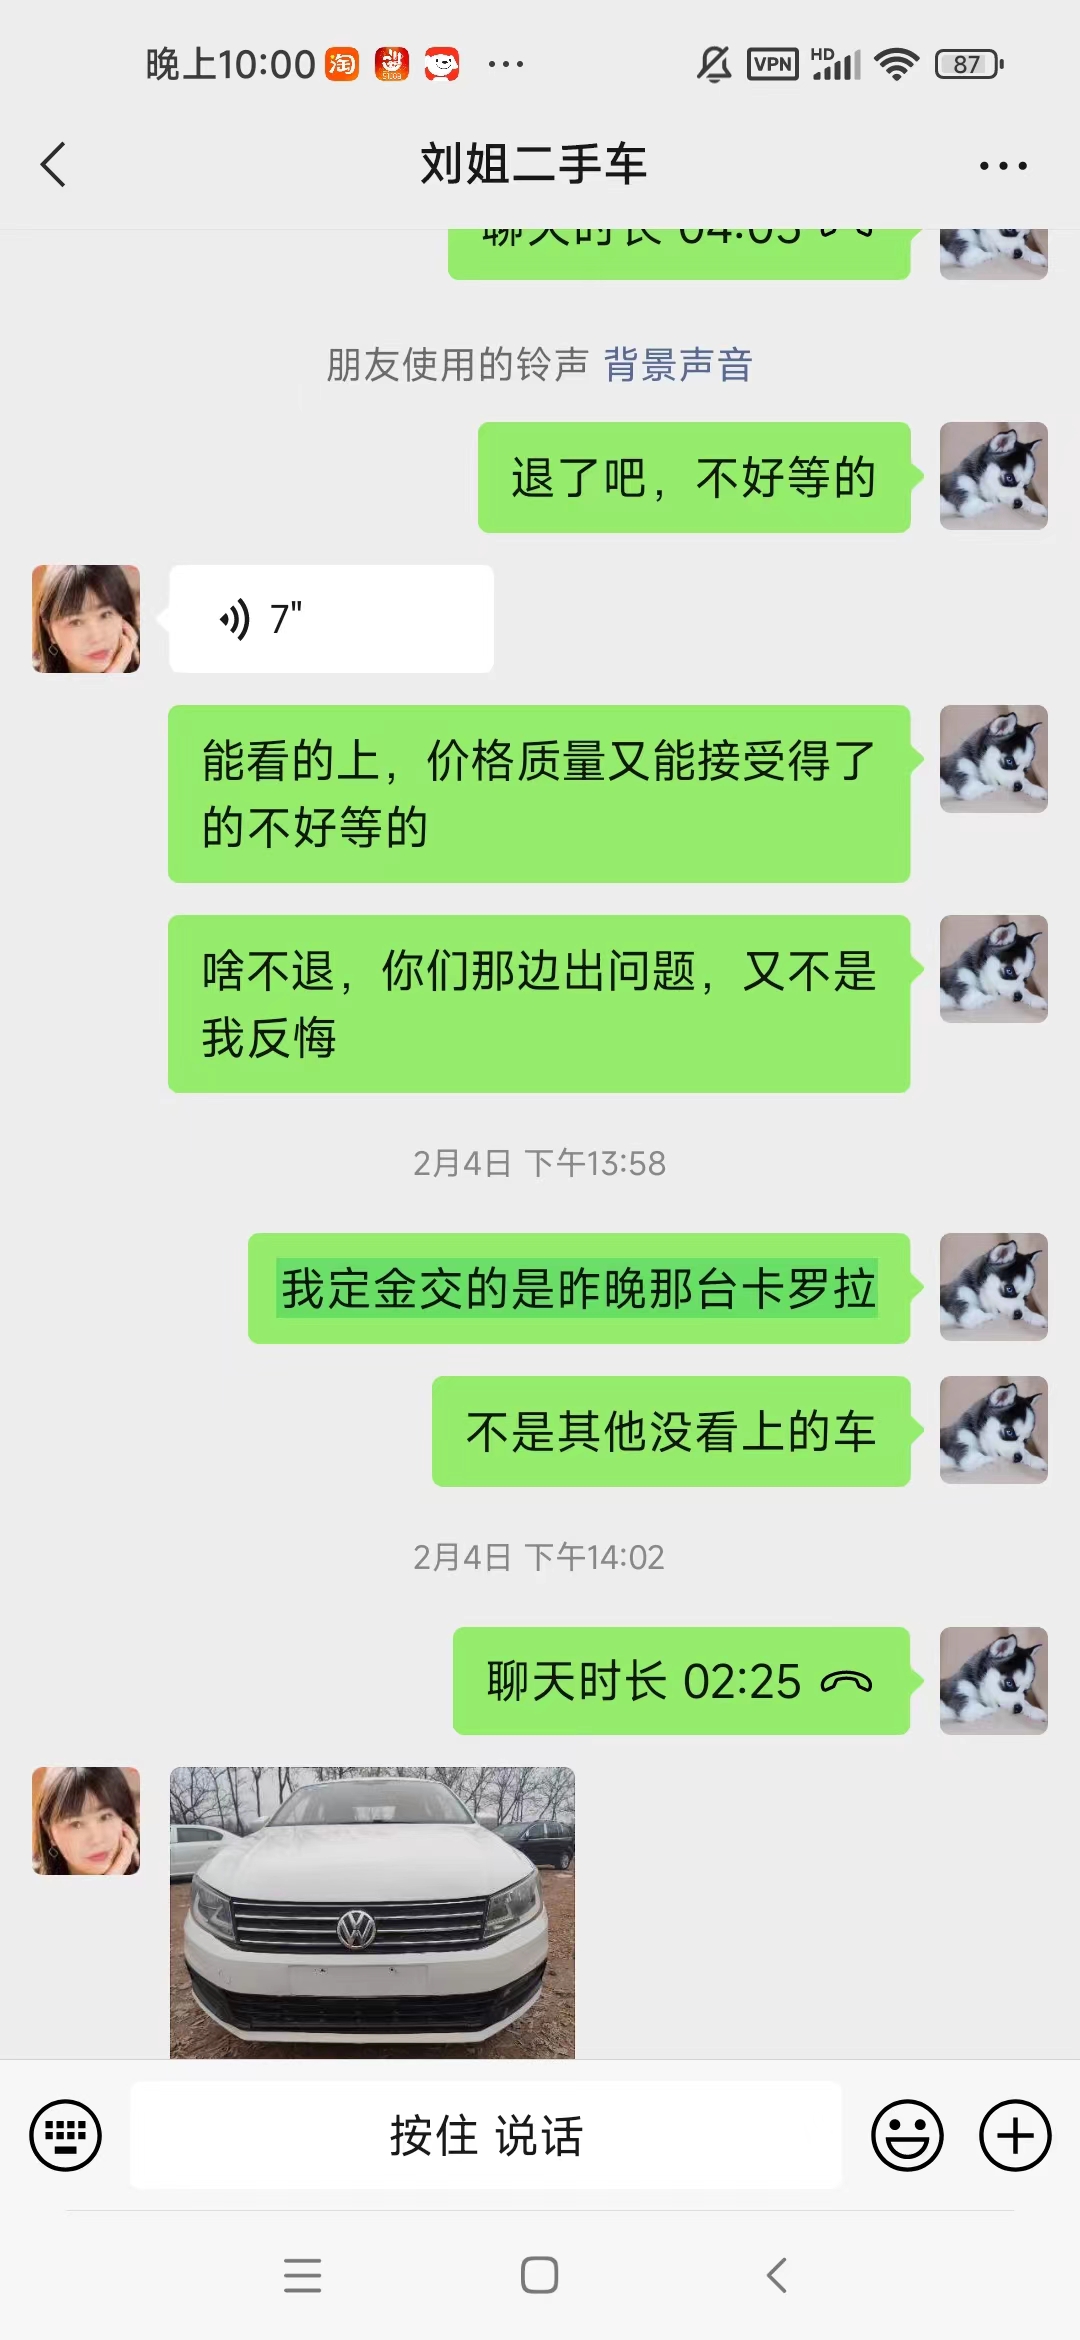 晚上10:00 淘 ... VPN HD 87
刘姐二手车
聊天时长 04:05
朋友使用的铃声 背景声音
退了吧，不好等的
7"
能看的上，价格质量又能接受得了
的不好等的
啥不退，你们那边出问题，又不是
我反悔
2月4日 下午13:58
我定金交的是昨晚那台卡罗拉
不是其他没看上的车
2月4日 下午14:02
聊天时长 02:25
按住 说话